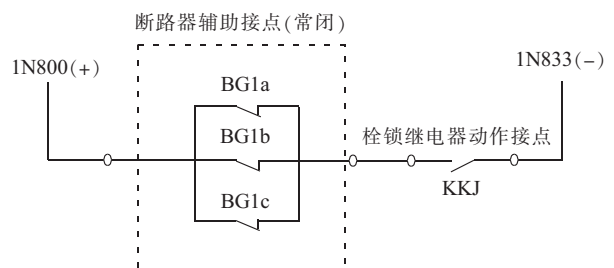 断路器辅助接点(常闭)
1N800(+)
1N833(−)
BG1a
BG1b
栓锁继电器动作接点
KKJ
BG1c